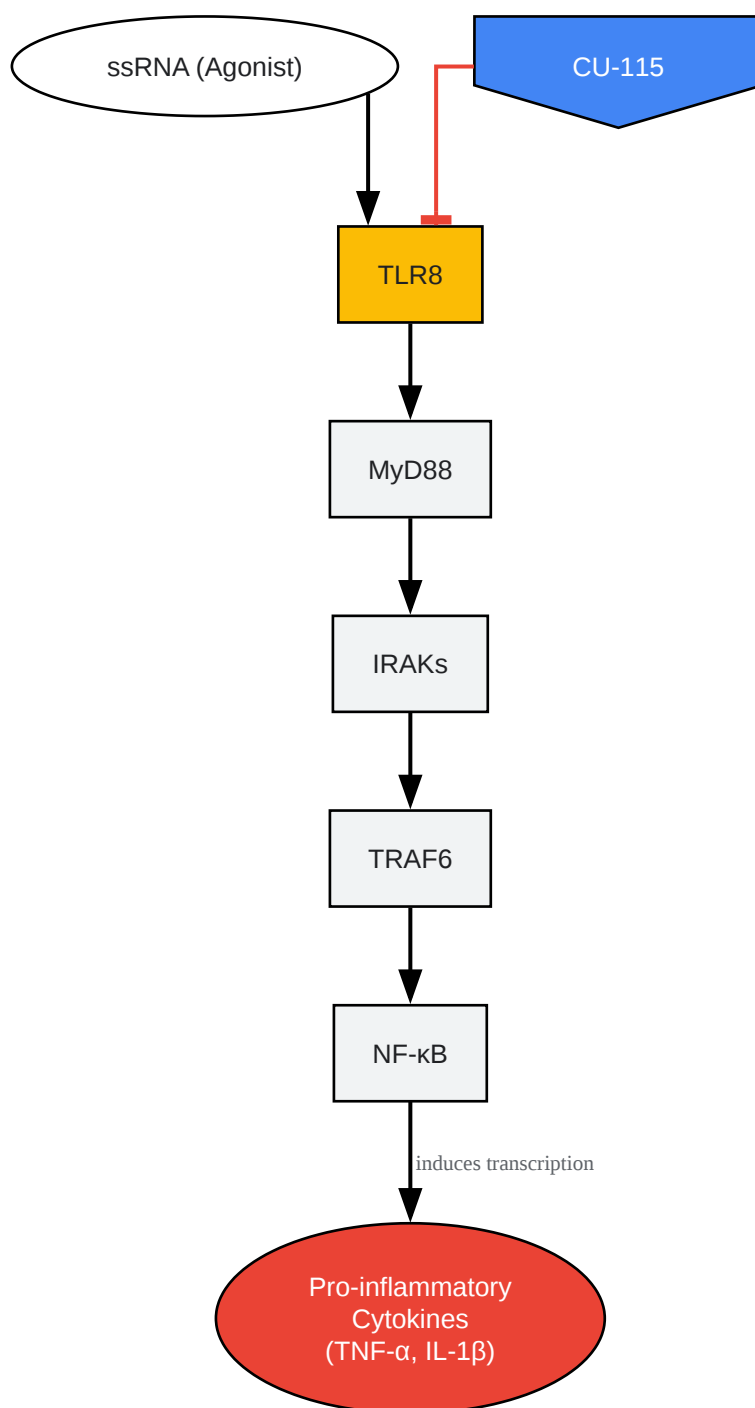 ssRNA (Agonist)
CU-115
TLR8
MyD88
IRAKs
TRAF6
NF-κB
induces transcription
Pro-inflammatory
Cytokines
(TNF-α, IL-1β)